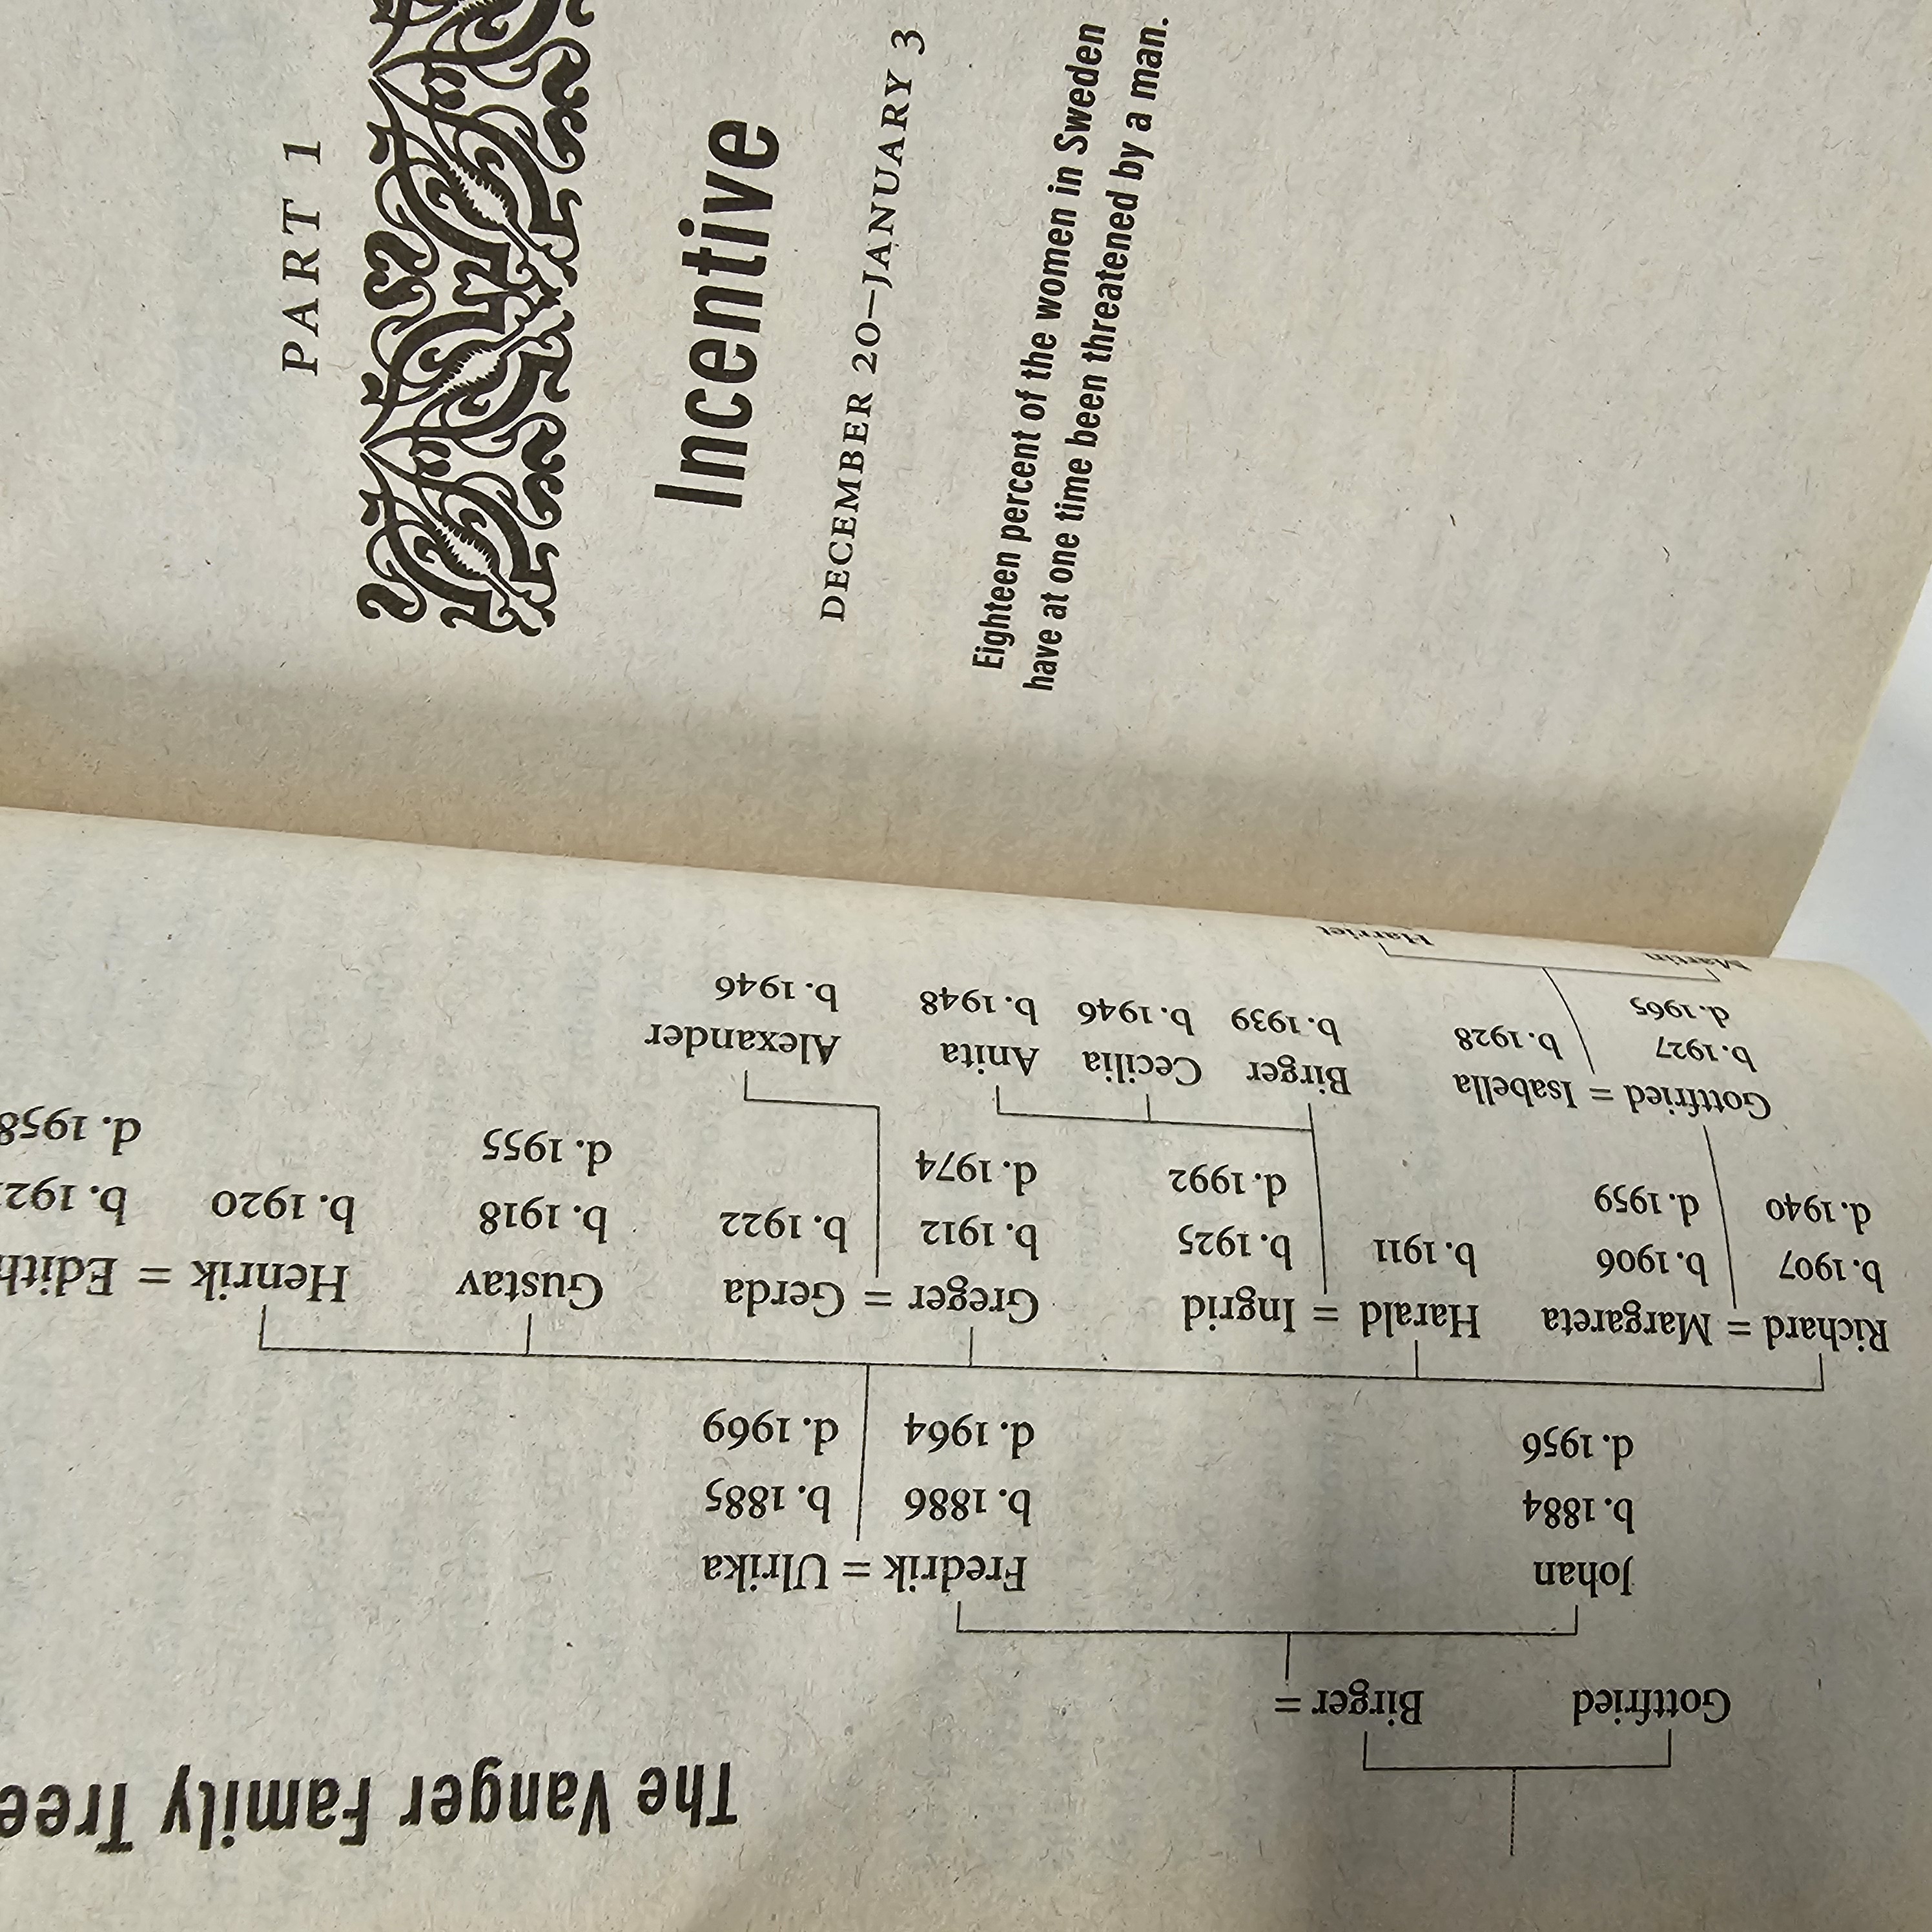 The Vanger Family Tree
Gottfried Birger =
Johan Fredrik = Ulrika
b. 1884 b. 1886 b. 1885
d. 1956 d. 1964 d. 1969
Richard = Margareta Harald = Ingrid Greger = Gerda Gustav Henrik = Edith
b. 1907 b. 1906 b. 1911 b. 1925 b. 1912 b. 1922 b. 1918 b. 1920 b.
d. 1940 d. 1959 d. 1992 d. 1974 d. 1955 d. 1958
Gottfried = Isabella Birger Cecilia Anita Alexander
b. 1927 b. 1928 b. 1939 b. 1946 b. 1948 b. 1946
d. 1965
Martin Harriet
PART 1
Incentive
DECEMBER 20–JANUARY 3
Eighteen percent of the women in Sweden
have at one time been threatened by a man.